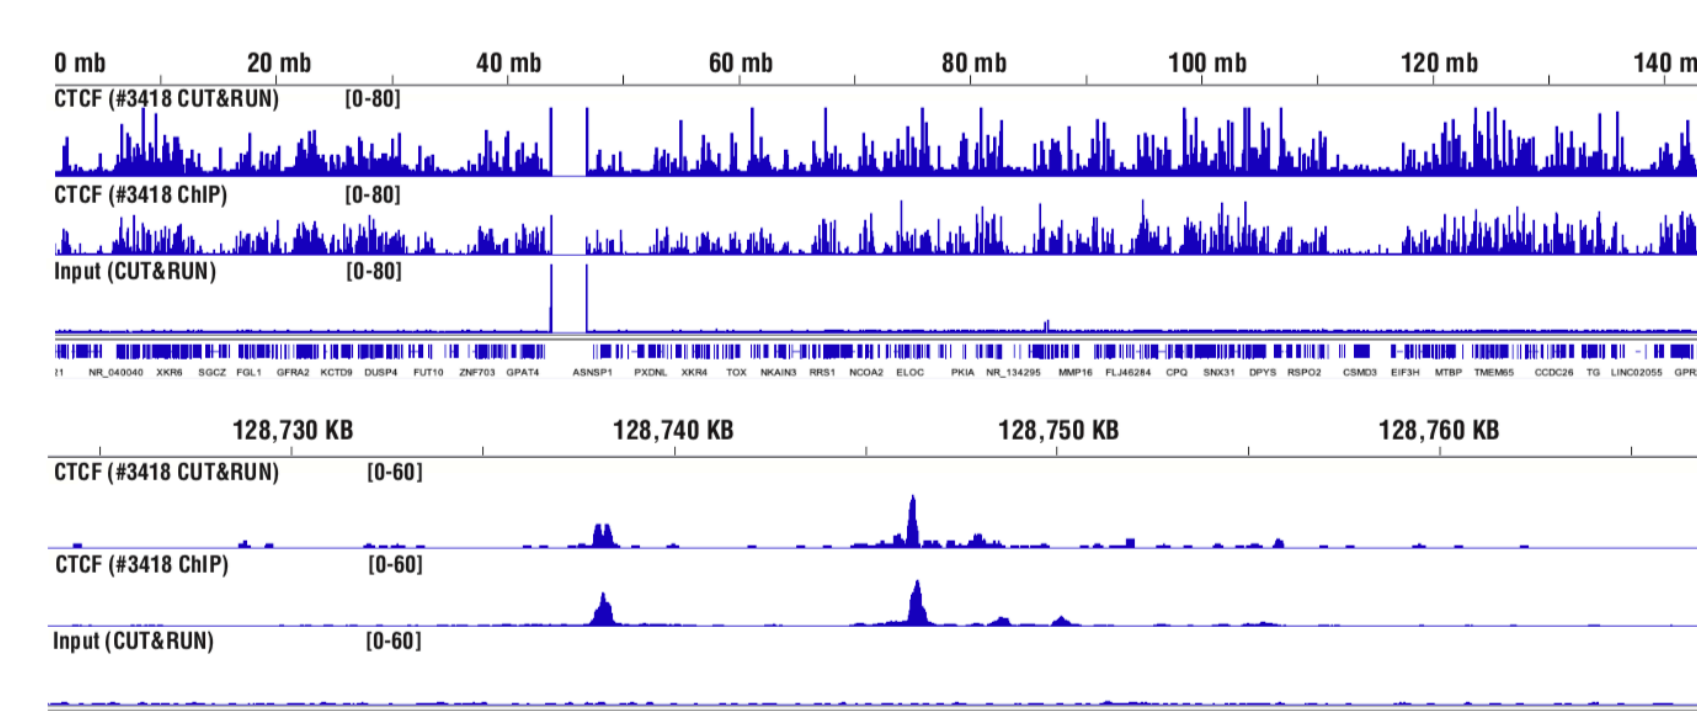 0 mb 20 mb 40 mb 60 mb 80 mb 100 mb 120 mb 140 m
CTCF (#3418 CUT&RUN) [0-80]
CTCF (#3418 ChIP) [0-80]
Input (CUT&RUN) [0-80]
21 NR_040040 XKR6 SGCZ FGL1 GFRA2 KCTD9 DUSP4 FUT10 ZNF703 GPAT4 ASNSP1 PXDNL XKR4 TOX NKAIN3 RRS1 NCOA2 ELOC PKIA NR_134295 MMP16 FLJ46284 CPQ SNX31 DPYS RSPO2 CSMD3 EIF3H MTBP TMEM65 CCDC26 TG LINC02055 GPR
128,730 KB 128,740 KB 128,750 KB 128,760 KB
CTCF (#3418 CUT&RUN) [0-60]
CTCF (#3418 ChIP) [0-60]
Input (CUT&RUN) [0-60]